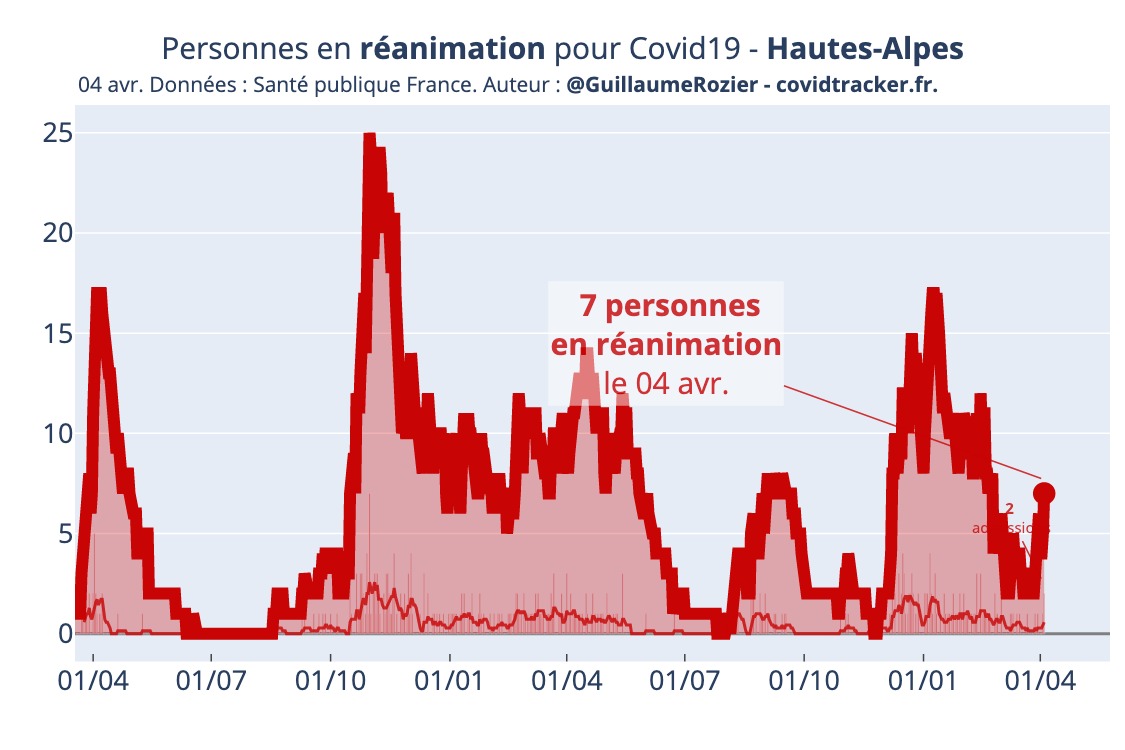 Personnes en réanimation pour Covid19 - Hautes-Alpes
04 avr. Données : Santé publique France. Auteur : @GuillaumeRozier - covidtracker.fr.
25
20
15
10
5
0
7 personnes
en réanimation
le 04 avr.
2
admissions
01/04 01/07 01/10 01/01 01/04 01/07 01/10 01/01 01/04